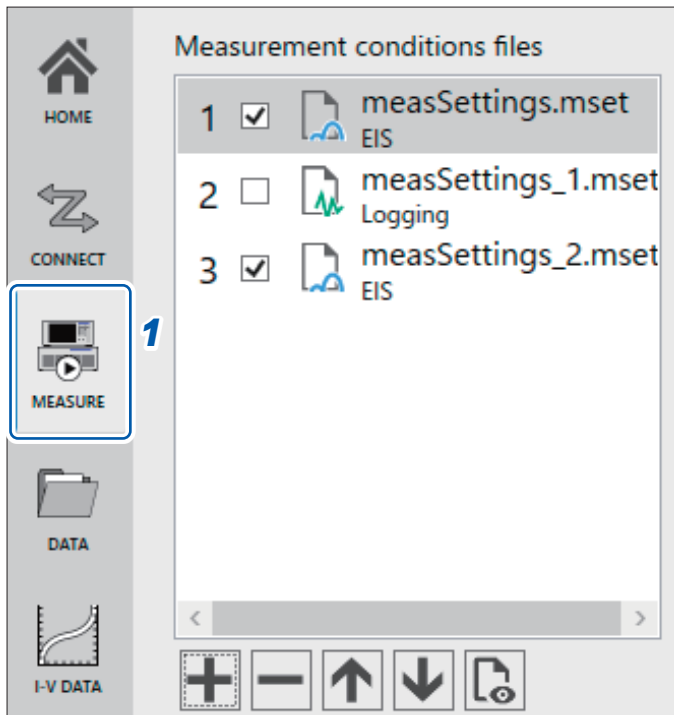 HOME
CONNECT
MEASURE
1
DATA
I-V DATA
Measurement conditions files
1 measSettings.mset
EIS
2 measSettings_1.mset
Logging
3 measSettings_2.mset
EIS